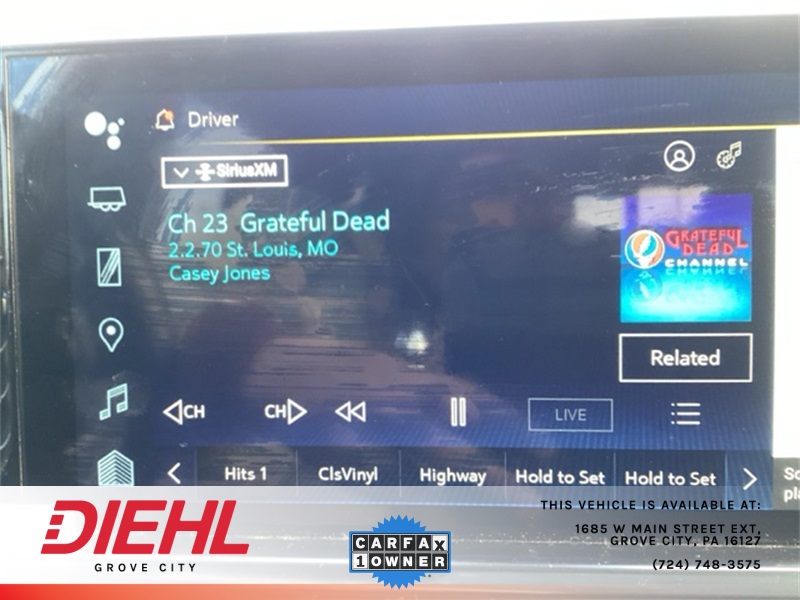 Driver
SiriusXM
Ch 23 Grateful Dead
2.2.70 St. Louis, MO
Casey Jones
GRATEFUL
DEAD
CHANNEL
Related
CH
CH
LIVE
Hits 1
ClsVinyl
Highway
Hold to Set
Hold to Set
DIEHL
GROVE CITY
CARFAX
1 OWNER
THIS VEHICLE IS AVAILABLE AT:
1685 W MAIN STREET EXT,
GROVE CITY, PA 16127
(724) 748-3575